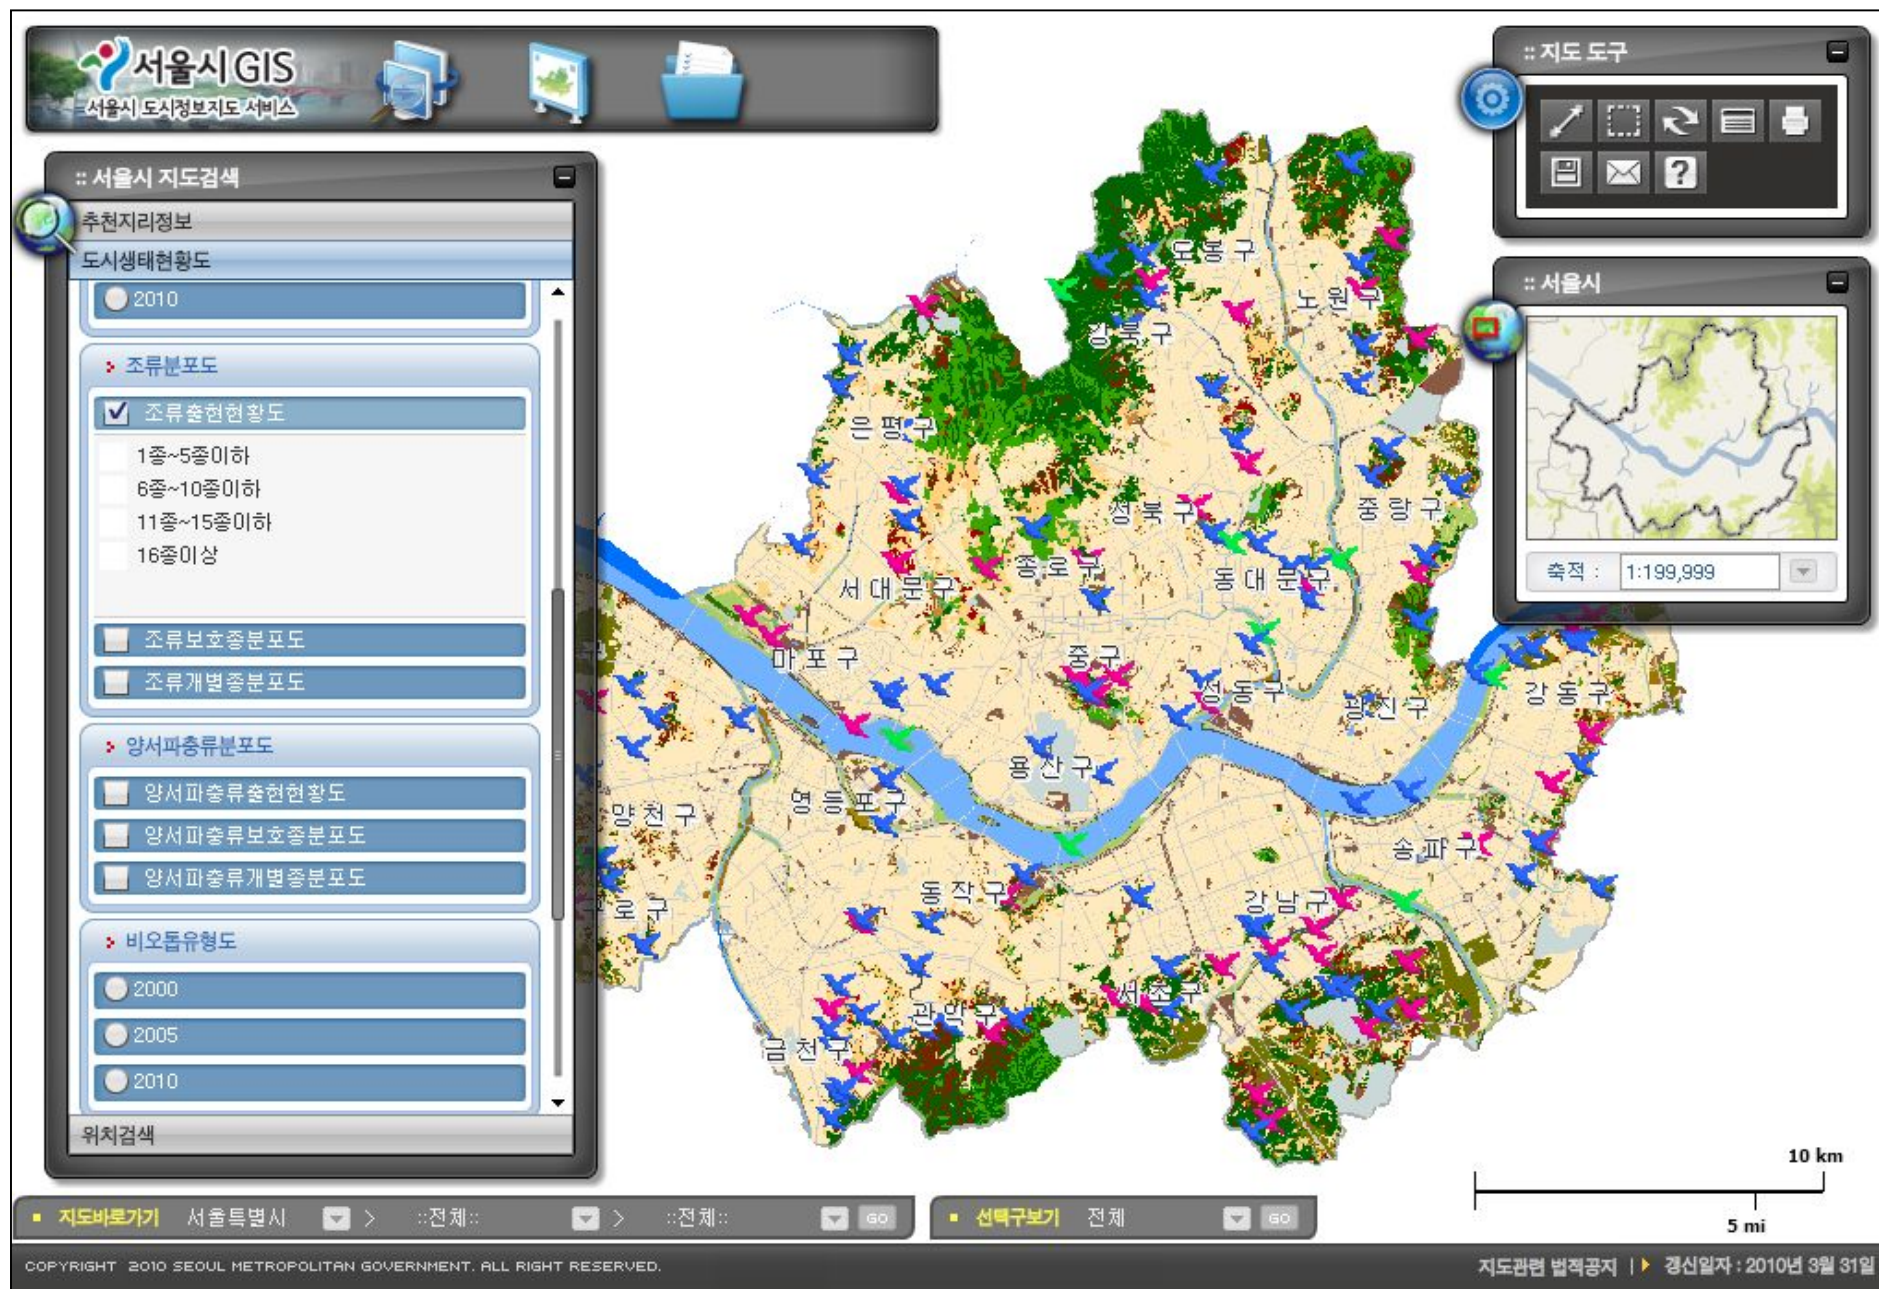 서울시 GIS
서울시 도시정보지도 서비스
:: 서울시 지도검색
추천지리정보
도시생태현황도
2010
조류분포도
조류출현현황도
1종~5종이하
6종~10종이하
11종~15종이하
16종이상
조류보호종분포도
조류개별종분포도
양서파충류분포도
양서파충류출현현황도
양서파충류보호종분포도
양서파충류개별종분포도
비오톱유형도
2000
2005
2010
위치검색
:: 지도 도구
?
:: 서울시
축적 : 1:199,999
도봉구
노원구
강북구
은평구
성북구
중랑구
종로구
동대문구
서대문구
마포구
중구
성동구
광진구
강동구
용산구
영등포구
양천구
송파구
동작구
강남구
구로구
서초구
관악구
금천구
10 km
5 mi
지도바로가기 서울특별시 > ::전체:: > ::전체:: GO
선택구보기 전체 GO
COPYRIGHT 2010 SEOUL METROPOLITAN GOVERNMENT. ALL RIGHT RESERVED.
지도관련 법적공지 | 갱신일자 : 2010년 3월 31일